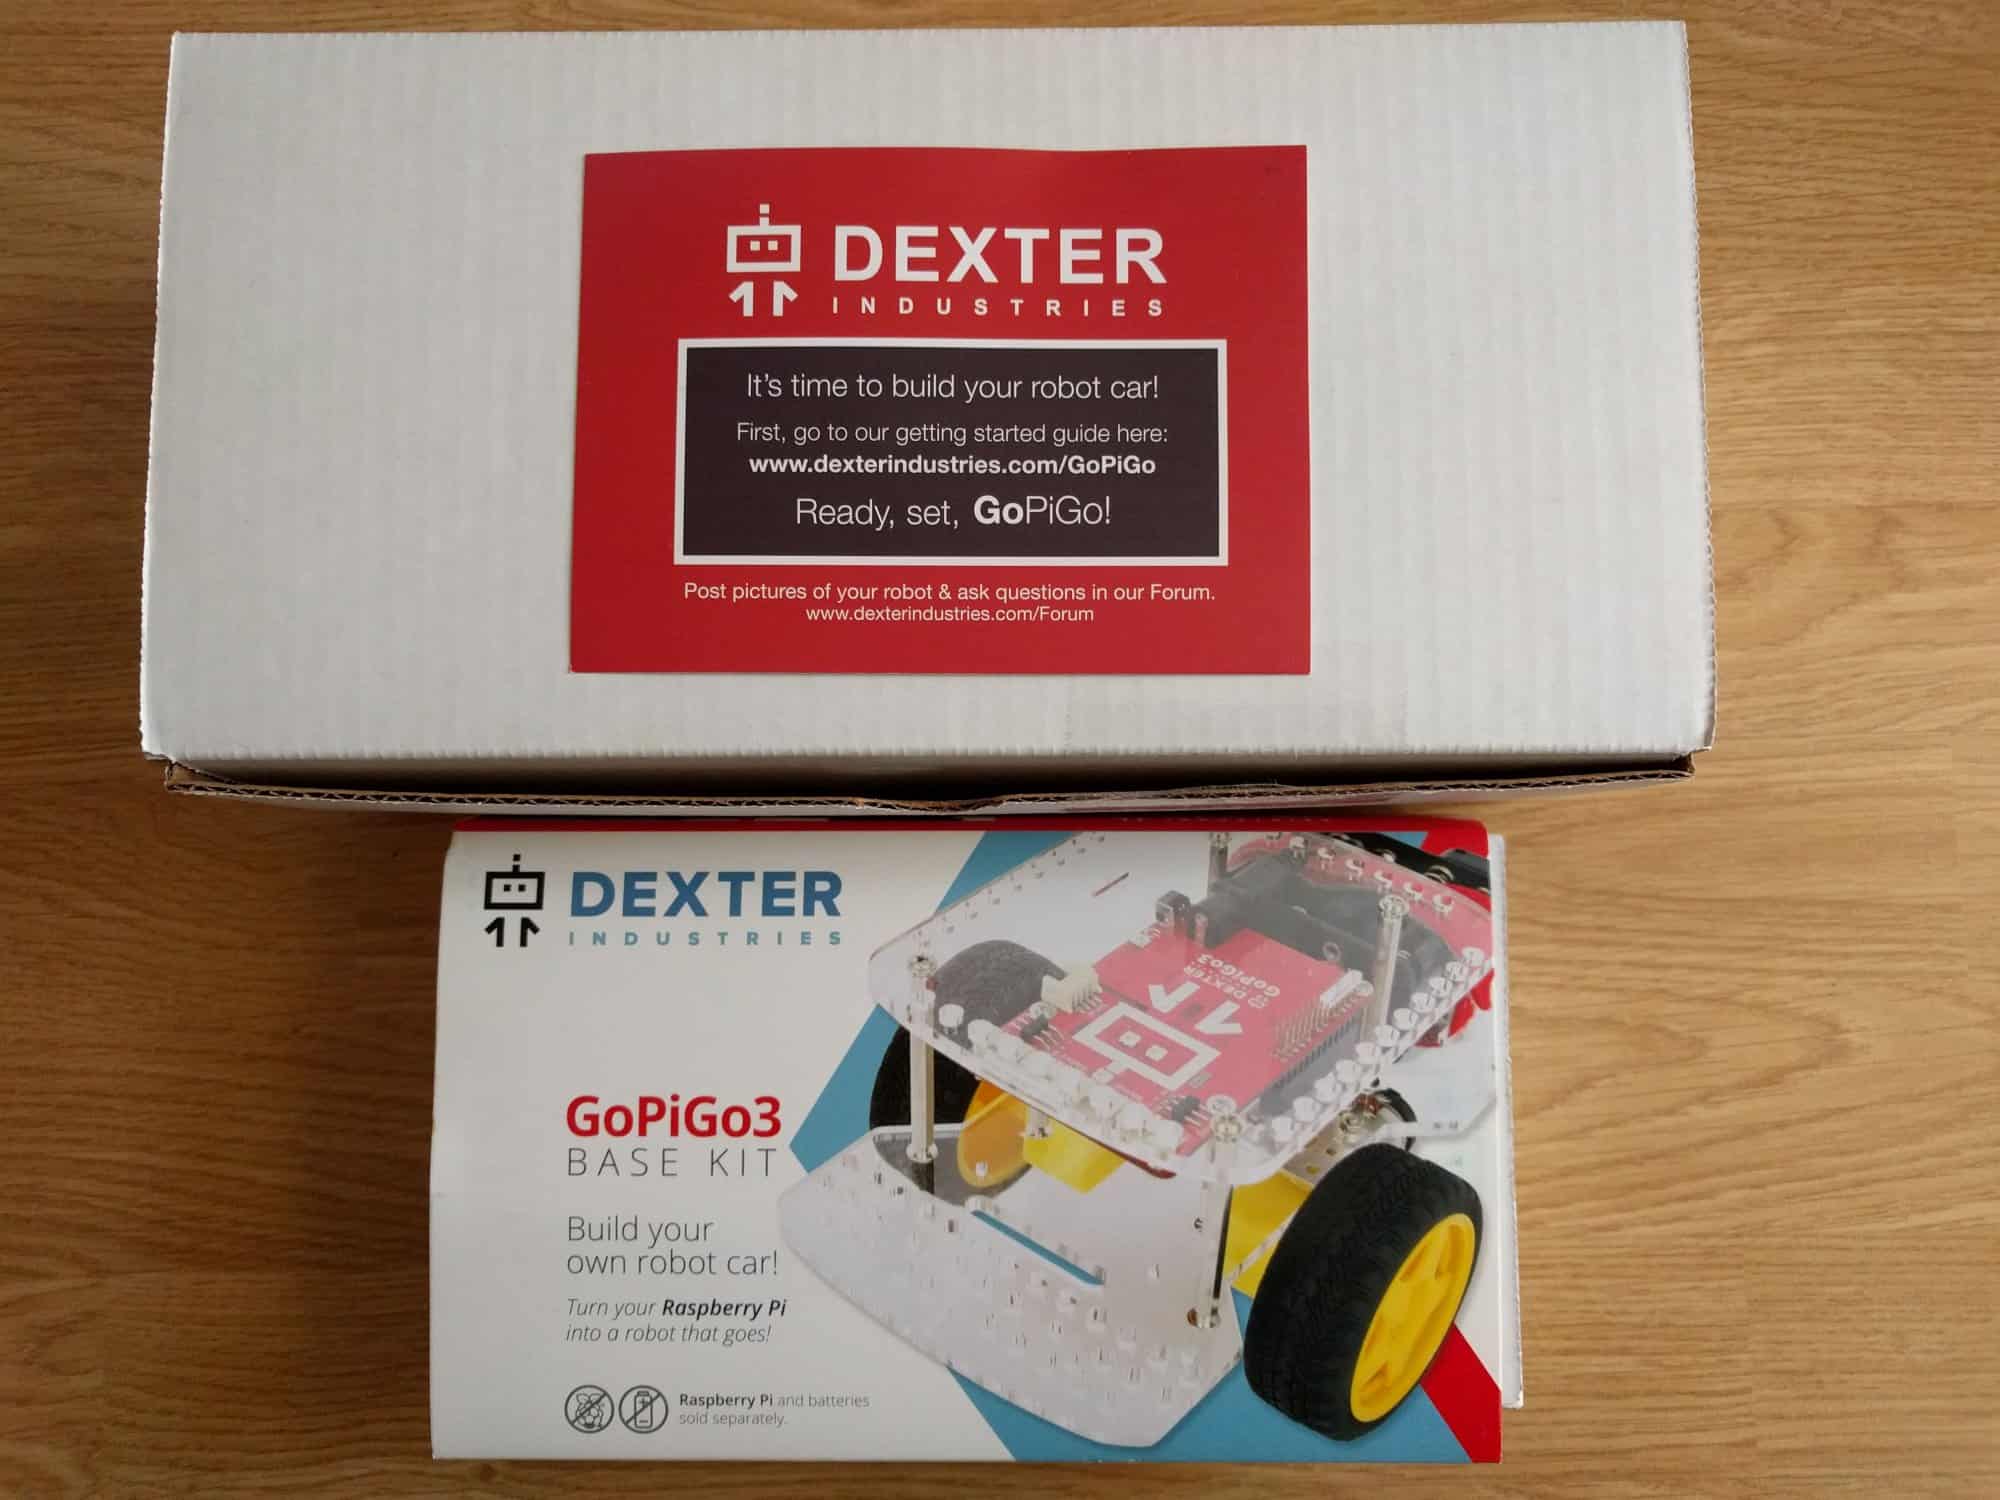 DEXTER
INDUSTRIES
It's time to build your robot car!
First, go to our getting started guide here:
www.dexterindustries.com/GoPiGo
Ready, set, GoPiGo!
Post pictures of your robot & ask questions in our Forum.
www.dexterindustries.com/Forum
DEXTER
INDUSTRIES
DEXTER
GoPiGo3
GoPiGo3
BASE KIT
Build your
own robot car!
Turn your Raspberry Pi
into a robot that goes!
Raspberry Pi and batteries
sold separately.